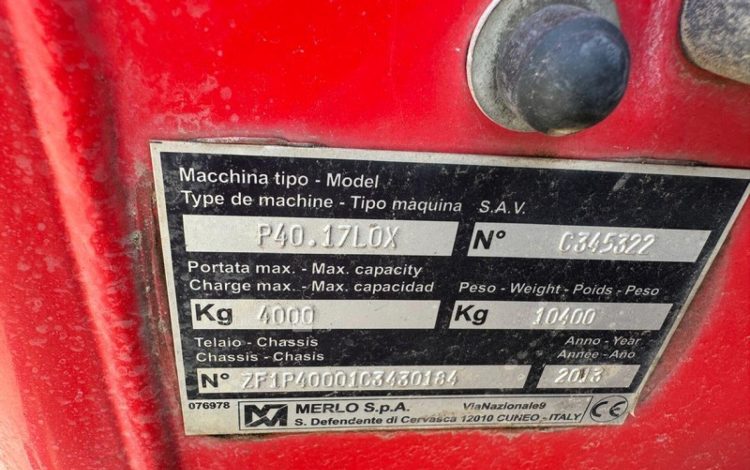 Macchina tipo - Model
Type de machine - Tipo maquina S.A.V.
P40.17LOX N° C345322
Portata max. - Max. capacity
Charge max. - Max. capacidad Peso - Weight - Poids - Peso
Kg 4000 Kg 10400
Telaio - Chassis Anno - Year
Chassis - Chasis Année - Año
N° ZF1P40001C3430184 2013
076978 MERLO S.p.A. ViaNazionale9
S. Defendente di Cervasca 12010 CUNEO - ITALY CE